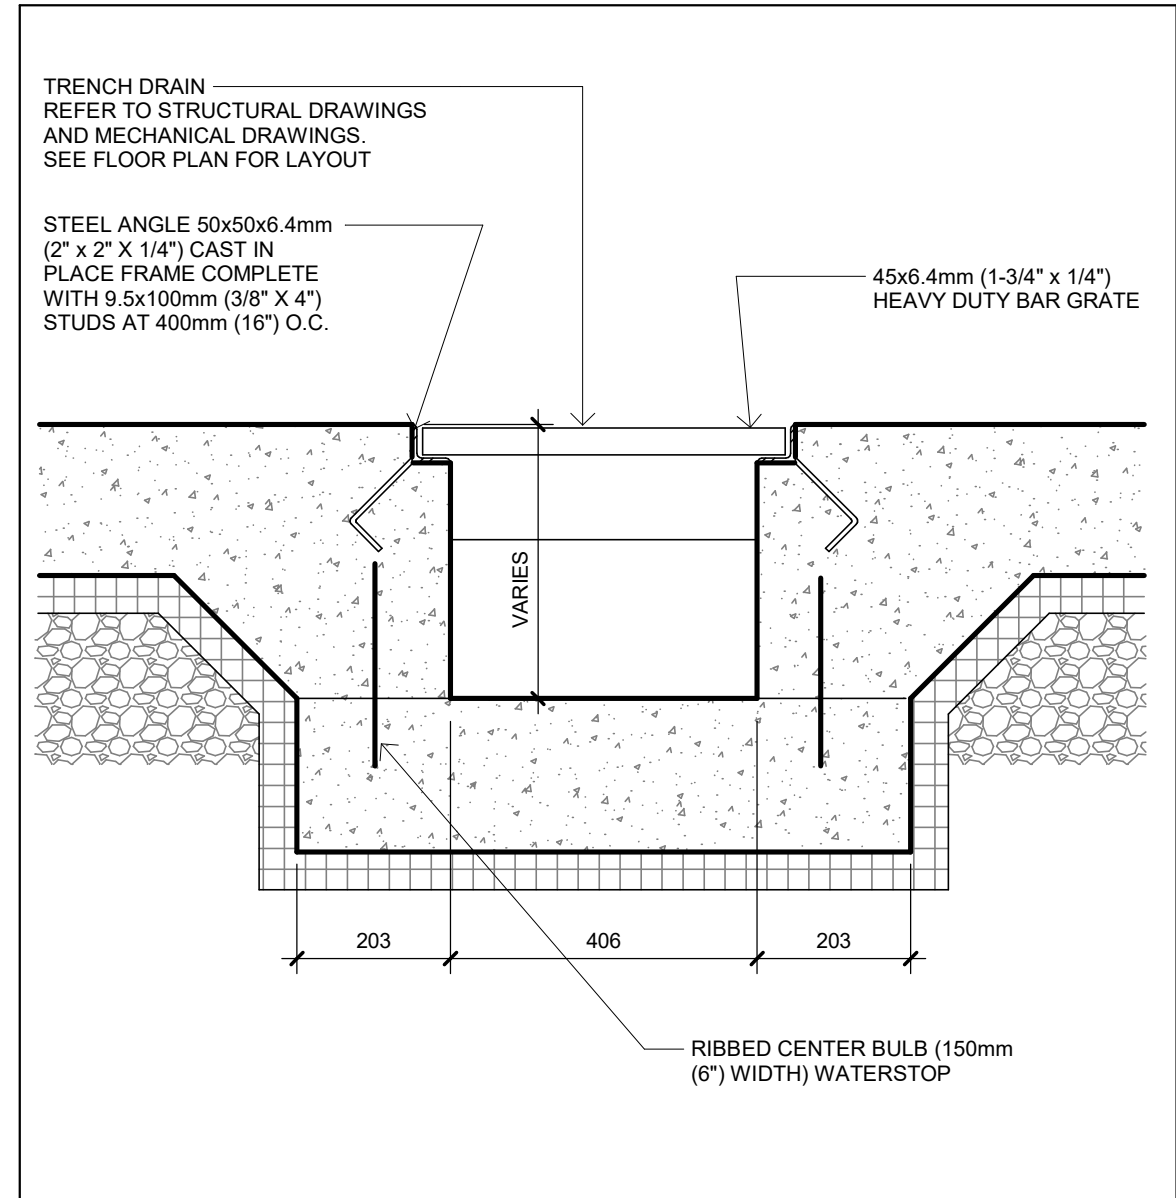 TRENCH DRAIN
REFER TO STRUCTURAL DRAWINGS
AND MECHANICAL DRAWINGS.
SEE FLOOR PLAN FOR LAYOUT
STEEL ANGLE 50x50x6.4mm
(2" x 2" X 1/4") CAST IN
PLACE FRAME COMPLETE
WITH 9.5x100mm (3/8" X 4")
STUDS AT 400mm (16") O.C.
45x6.4mm (1-3/4" x 1/4")
HEAVY DUTY BAR GRATE
VARIES
203
406
203
RIBBED CENTER BULB (150mm
(6") WIDTH) WATERSTOP